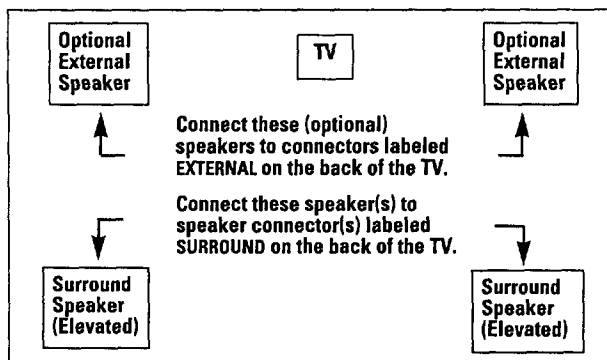 Optional
External
Speaker
TV
Optional
External
Speaker
Connect these (optional)
speakers to connectors labeled
EXTERNAL on the back of the TV.
Connect these speaker(s) to
speaker connector(s) labeled
SURROUND on the back of the TV.
Surround
Speaker
(Elevated)
Surround
Speaker
(Elevated)